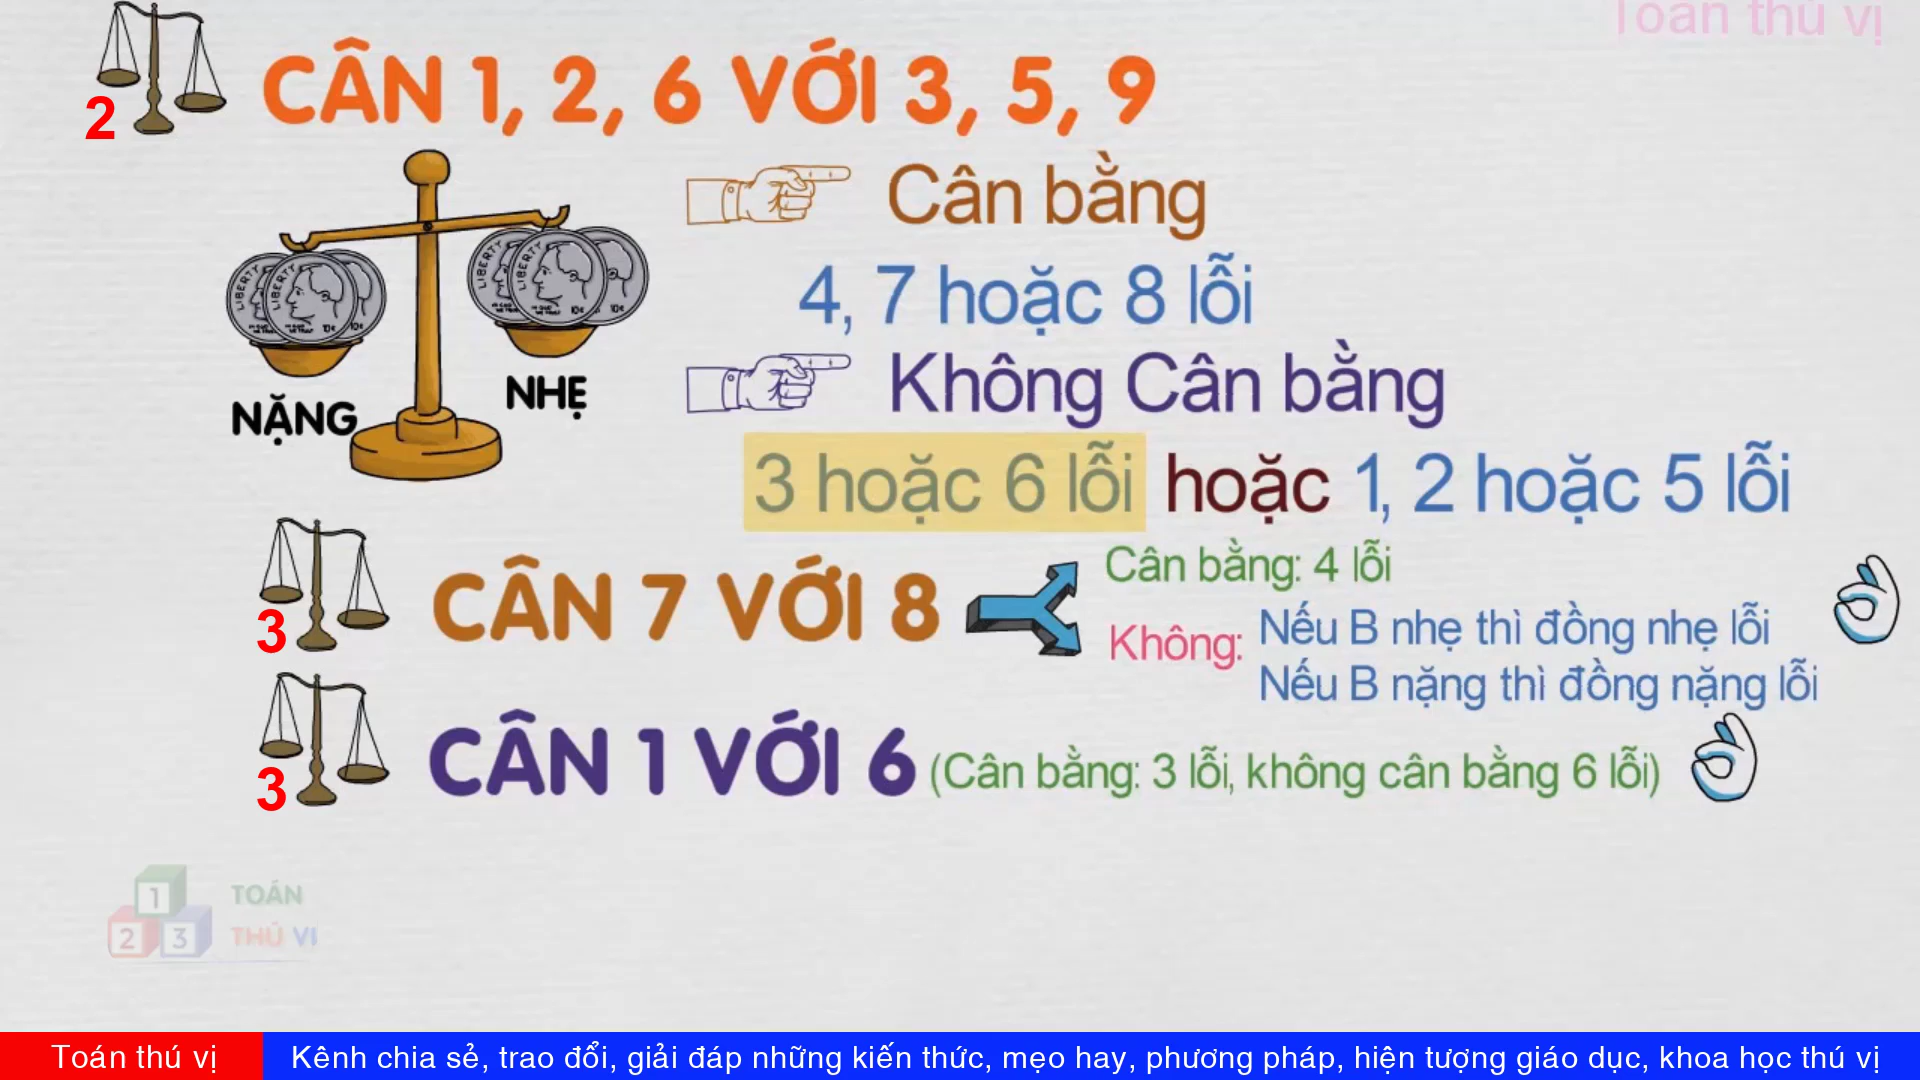 Toán thú vị
2
CÂN 1, 2, 6 VỚI 3, 5, 9
Cân bằng
4, 7 hoặc 8 lỗi
Không Cân bằng
NẶNG
NHẸ
3 hoặc 6 lỗi hoặc 1, 2 hoặc 5 lỗi
3
CÂN 7 VỚI 8
Cân bằng: 4 lỗi
Không: Nếu B nhẹ thì đồng nhẹ lỗi
Nếu B nặng thì đồng nặng lỗi
3
CÂN 1 VỚI 6 (Cân bằng: 3 lỗi, không cân bằng 6 lỗi)
1
2 3
TOÁN
THÚ VỊ
Toán thú vị
Kênh chia sẻ, trao đổi, giải đáp những kiến thức, mẹo hay, phương pháp, hiện tượng giáo dục, khoa học thú vị